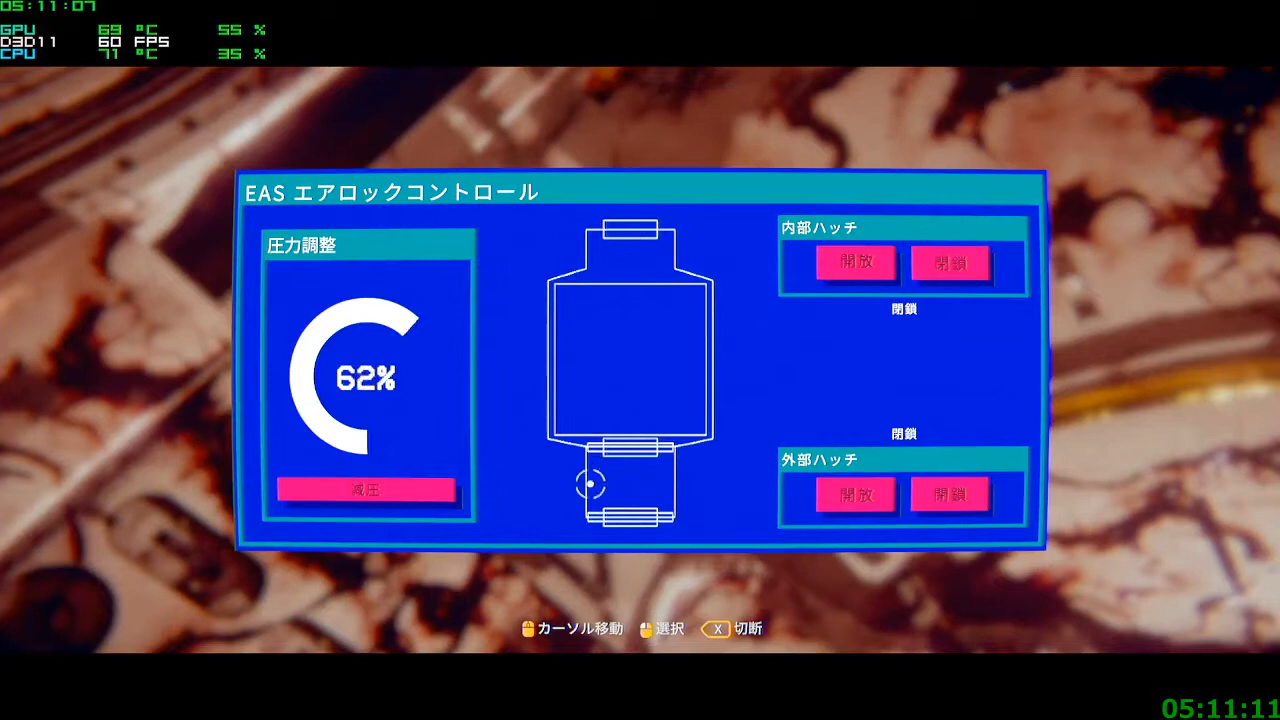 05:11:07
GPU 69 °C 55 %
D3D11 60 FPS
CPU 71 °C 35 %
EAS エアロックコントロール
圧力調整
62%
減圧
内部ハッチ
開放 閉鎖
閉鎖
閉鎖
外部ハッチ
開放 閉鎖
カーソル移動 選択 X 切断
05:11:11